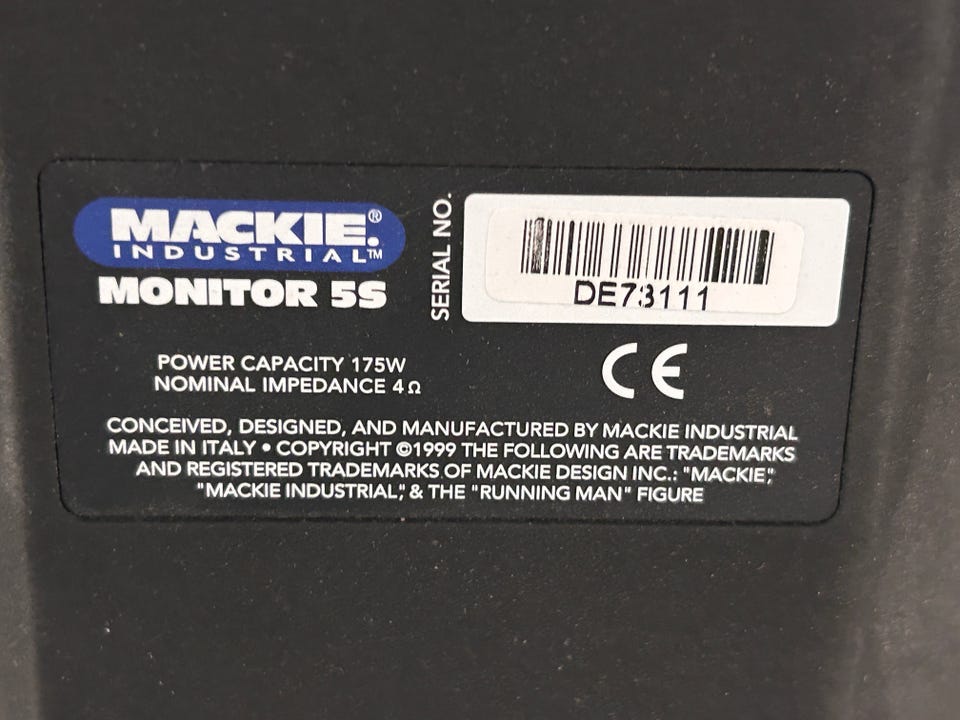 MACKIE.®
INDUSTRIAL™
MONITOR 5S
SERIAL NO.
DE73111
POWER CAPACITY 175W
NOMINAL IMPEDANCE 4Ω
CE
CONCEIVED, DESIGNED, AND MANUFACTURED BY MACKIE INDUSTRIAL
MADE IN ITALY • COPYRIGHT ©1999 THE FOLLOWING ARE TRADEMARKS
AND REGISTERED TRADEMARKS OF MACKIE DESIGN INC.: "MACKIE,"
"MACKIE INDUSTRIAL," & THE "RUNNING MAN" FIGURE